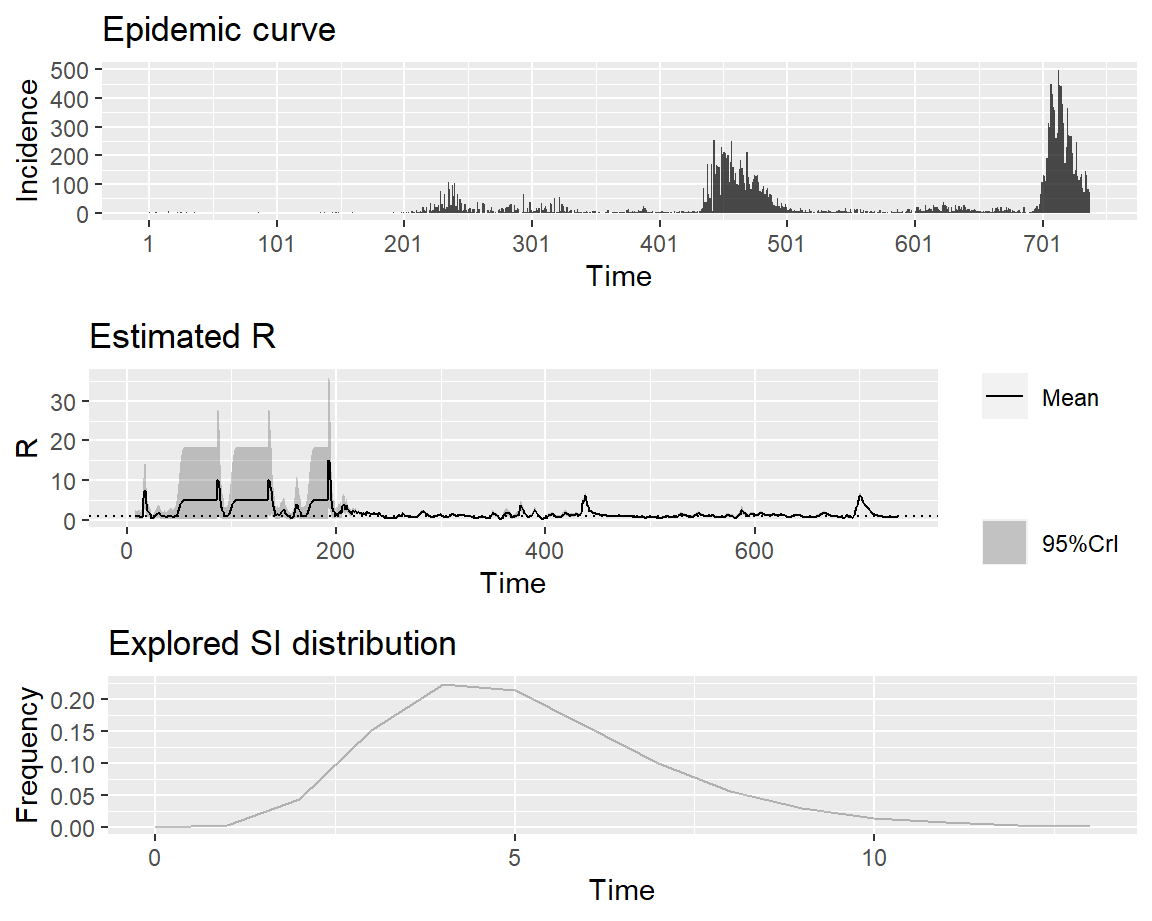 Epidemic curve
500
400
300
200
100
0
Incidence
1 101 201 301 401 501 601 701
Time
Estimated R
30
20
10
0
R
0 200 400 600
Time
Mean
95%CrI
Explored SI distribution
0.20
0.15
0.10
0.05
0.00
Frequency
0 5 10
Time